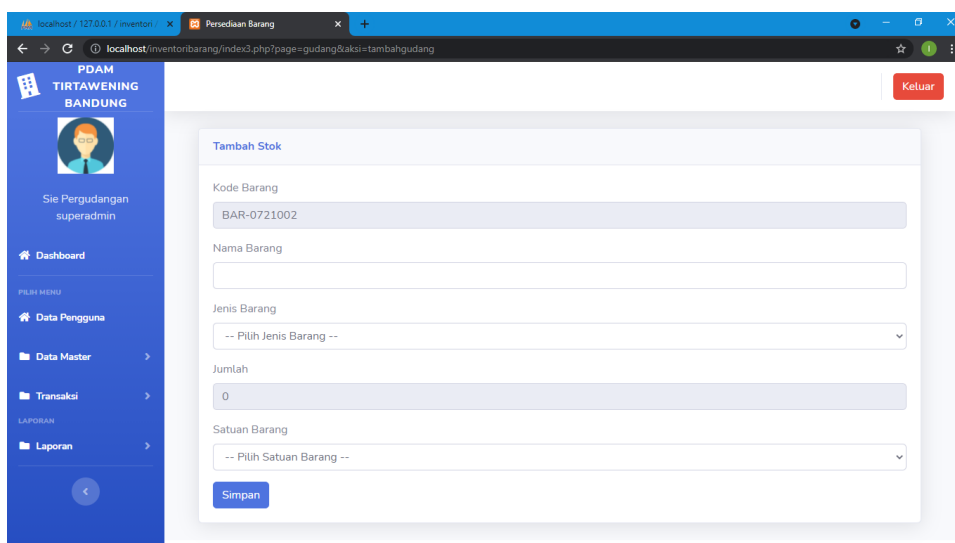 localhost / 127.0.0.1 / inventori /
Persediaan Barang
localhost/inventoribarang/index3.php?page=gudang&aksi=tambahgudang
PDAM
TIRTAWENING
BANDUNG
Sie Pergudangan
superadmin
Dashboard
PILIH MENU
Data Pengguna
Data Master
Transaksi
LAPORAN
Laporan
Keluar
Tambah Stok
Kode Barang
BAR-0721002
Nama Barang
Jenis Barang
-- Pilih Jenis Barang --
Jumlah
0
Satuan Barang
-- Pilih Satuan Barang --
Simpan